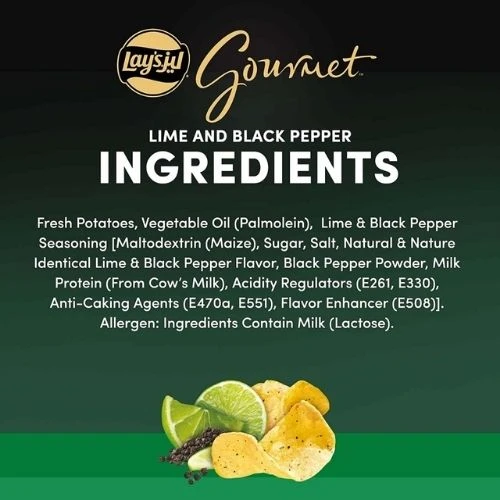 Lay's ليز Gourmet™
LIME AND BLACK PEPPER
INGREDIENTS
Fresh Potatoes, Vegetable Oil (Palmolein),  Lime & Black Pepper
Seasoning [Maltodextrin (Maize), Sugar, Salt, Natural & Nature
Identical Lime & Black Pepper Flavor, Black Pepper Powder, Milk
Protein (From Cow's Milk), Acidity Regulators (E261, E330),
Anti-Caking Agents (E470a, E551), Flavor Enhancer (E508)].
Allergen: Ingredients Contain Milk (Lactose).